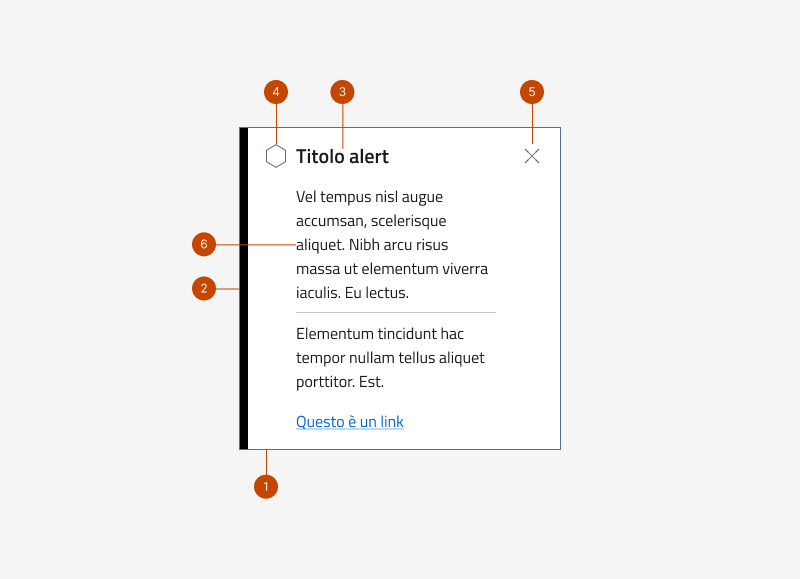 4 3 5
Titolo alert
Vel tempus nisl augue
accumsan, scelerisque
6
aliquet. Nibh arcu risus
massa ut elementum viverra
2
iaculis. Eu lectus.
Elementum tincidunt hac
tempor nullam tellus aliquet
porttitor. Est.
Questo è un link
1